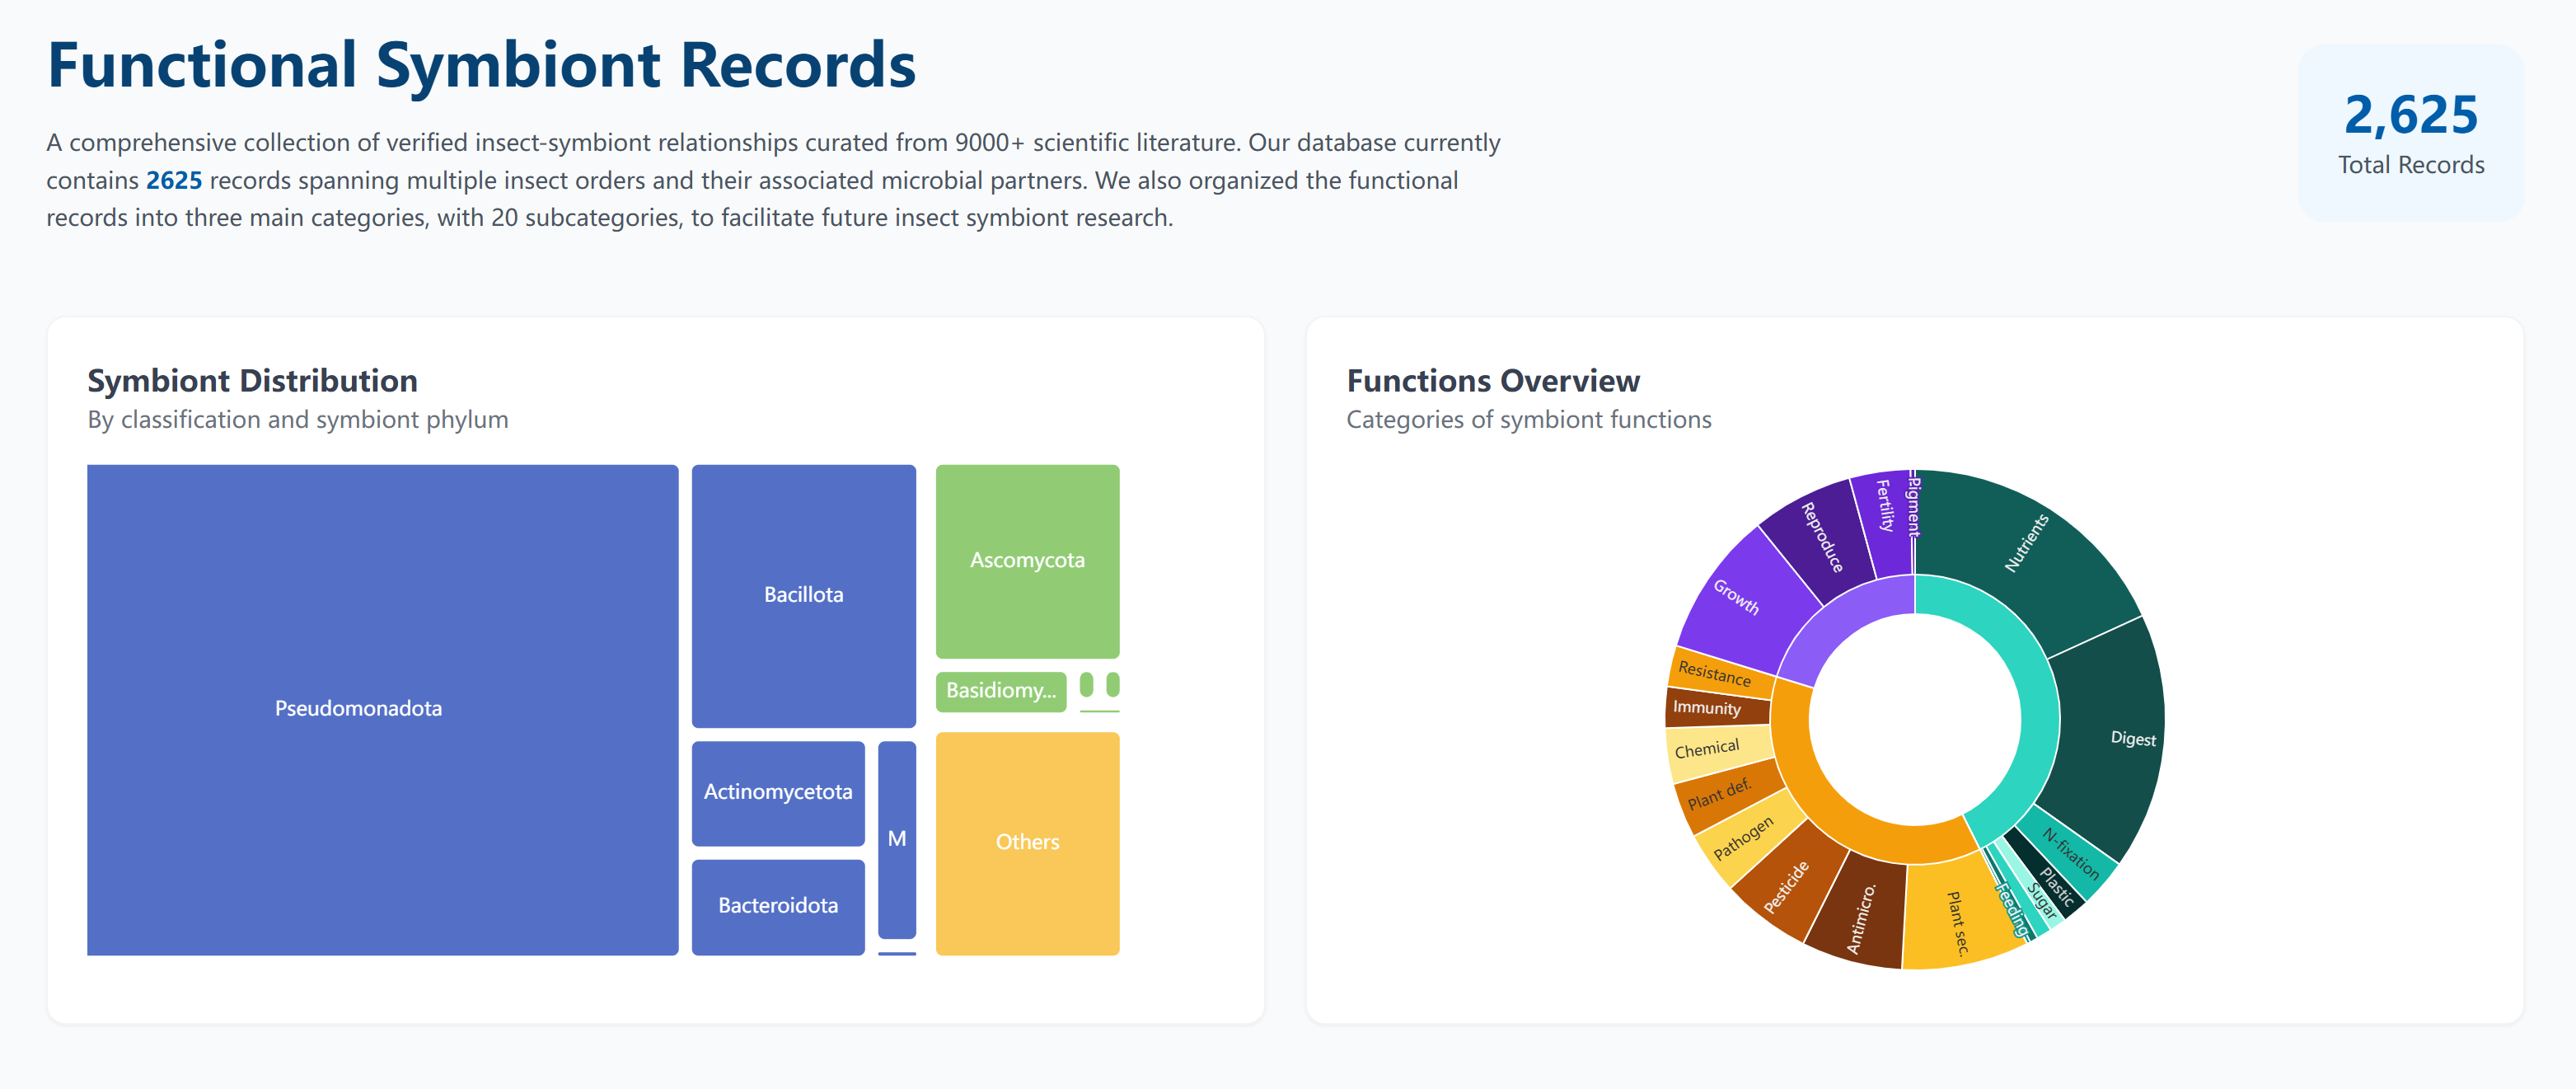 Functional Symbiont Records
A comprehensive collection of verified insect-symbiont relationships curated from 9000+ scientific literature. Our database currently
contains 2625 records spanning multiple insect orders and their associated microbial partners. We also organized the functional
records into three main categories, with 20 subcategories, to facilitate future insect symbiont research.
2,625
Total Records
Symbiont Distribution
By classification and symbiont phylum
Pseudomonadota
Bacillota
Actinomycetota
Bacteroidota
M
Ascomycota
Basidiomy...
Others
Functions Overview
Categories of symbiont functions
Nutrients
Digest
N-fixation
Plastic
Sugar
Feeding
Plant sec.
Antimicro.
Pesticide
Pathogen
Plant def.
Chemical
Immunity
Resistance
Growth
Reproduce
Fertility
Pigment